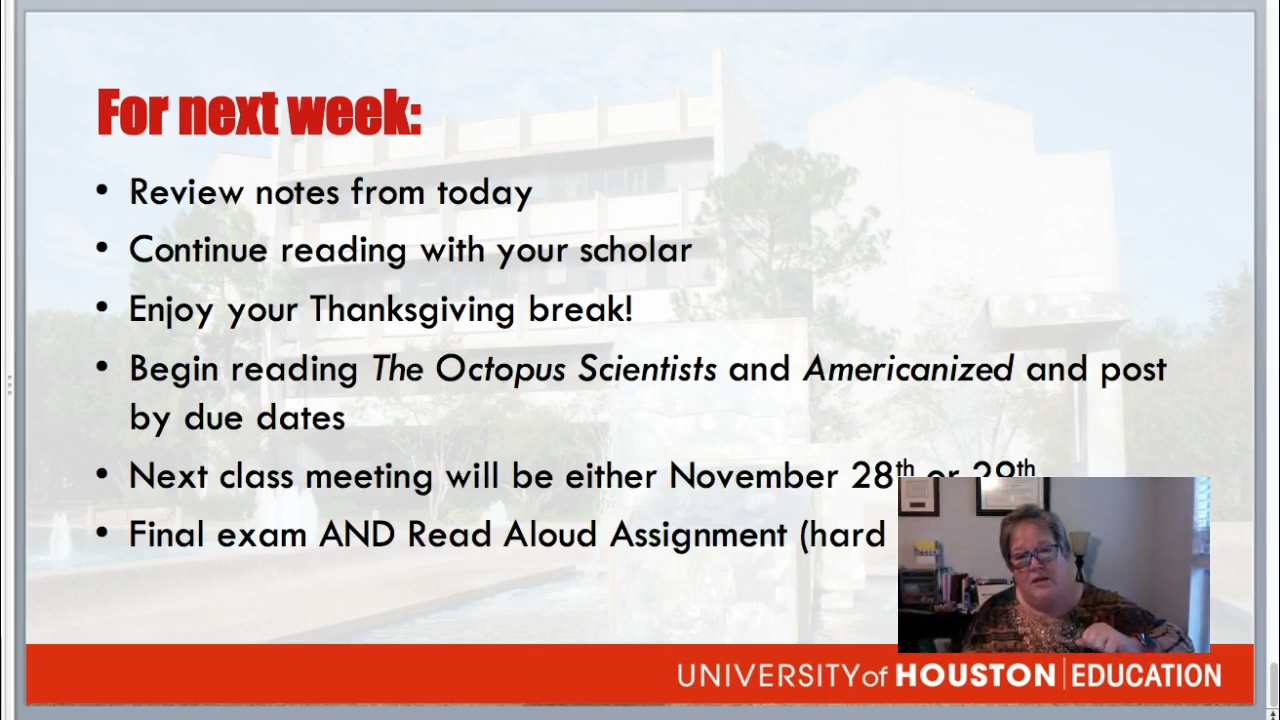 For next week:
• Review notes from today
• Continue reading with your scholar
• Enjoy your Thanksgiving break!
• Begin reading The Octopus Scientists and Americanized and post
by due dates
• Next class meeting will be either November 28th or 29th
• Final exam AND Read Aloud Assignment (hard
UNIVERSITY of HOUSTON | EDUCATION